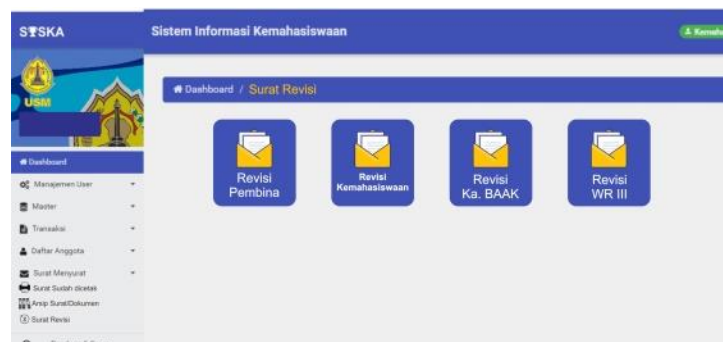 SISKA
Sistem Informasi Kemahasiswaan
USM
Dashboard / Surat Revisi
Revisi
Pembina
Revisi
Kemahasiswaan
Revisi
Ka. BAAK
Revisi
WR III
Dashboard
Manajemen User
Master
Transaksi
Daftar Anggota
Surat Menyurat
Surat Sudah dicetak
Arsip Surat/Dokumen
Surat Revisi